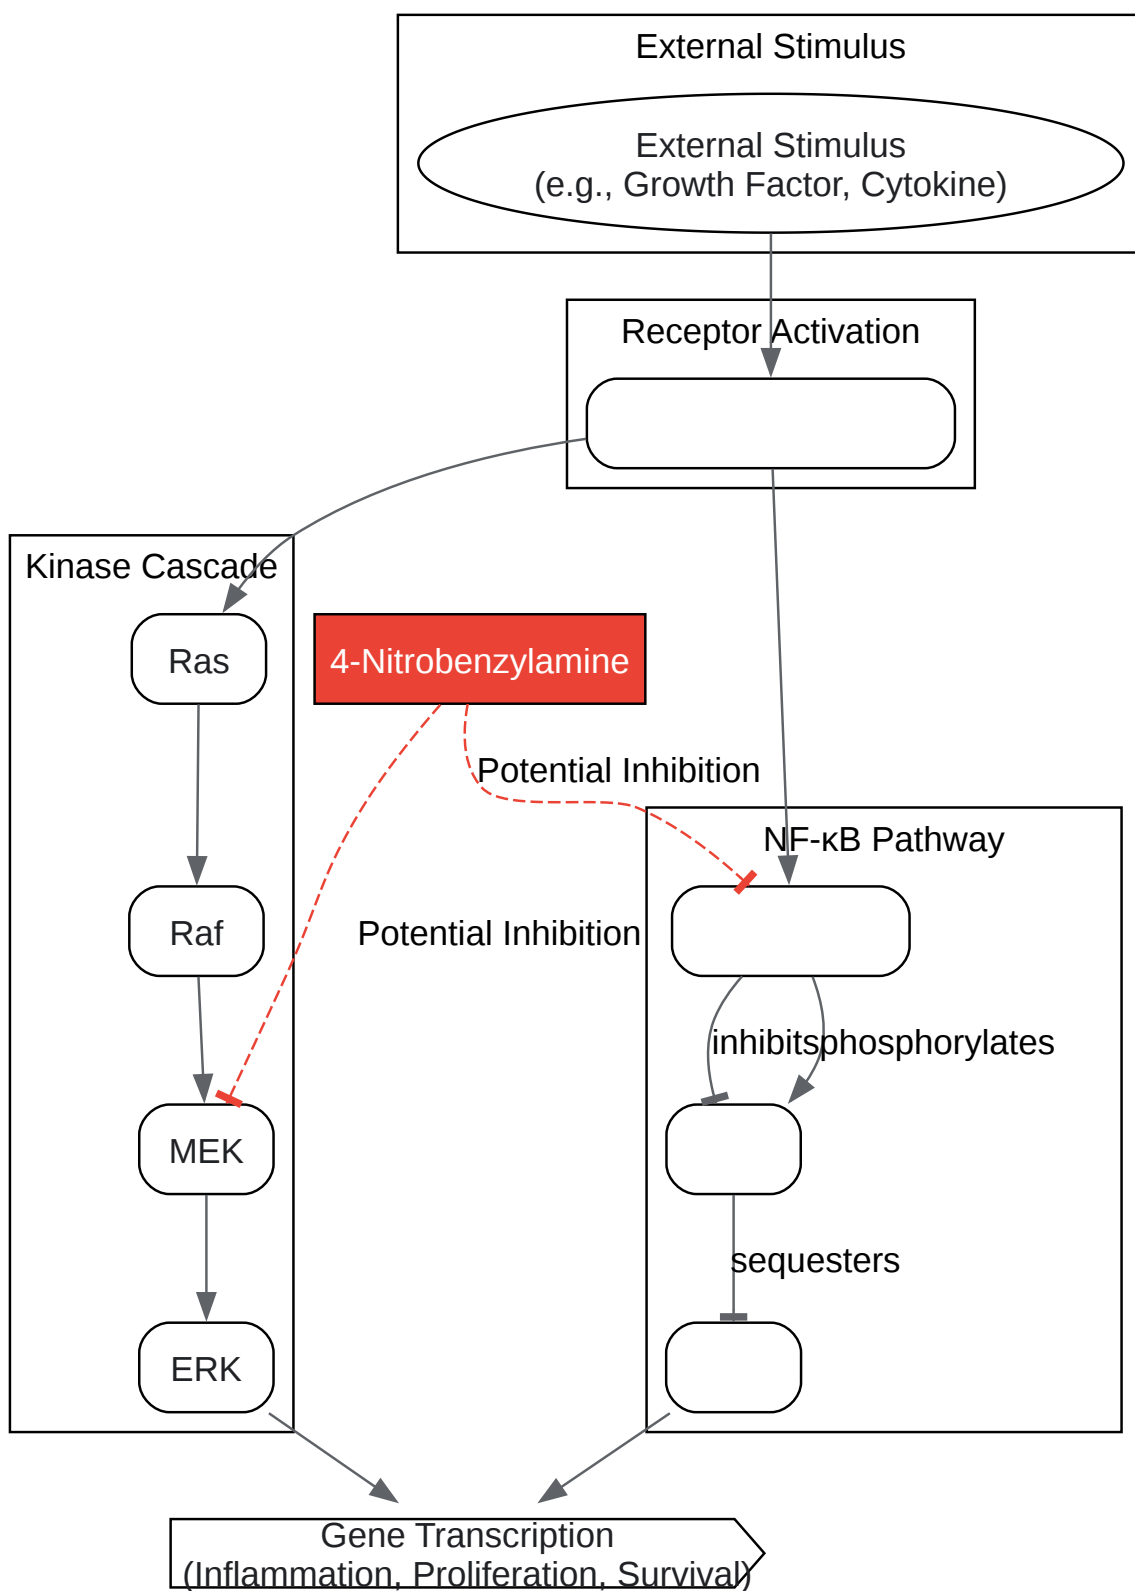 External Stimulus
External Stimulus
(e.g., Growth Factor, Cytokine)
Receptor Activation
Kinase Cascade
Ras
4-Nitrobenzylamine
Potential Inhibition
NF-κB Pathway
Raf
Potential Inhibition
inhibits
phosphorylates
MEK
sequesters
ERK
Gene Transcription
(Inflammation, Proliferation, Survival)